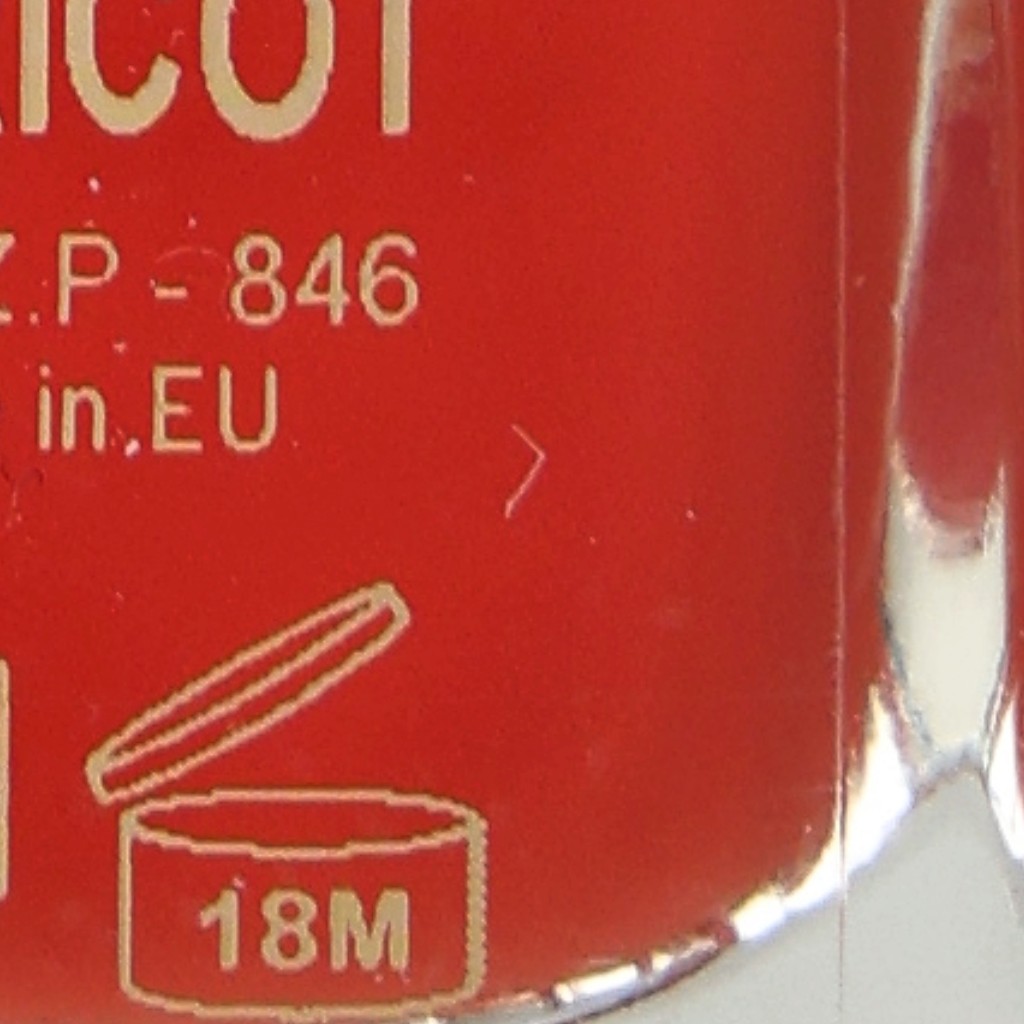 ICOT
.P - 846
in EU
18M